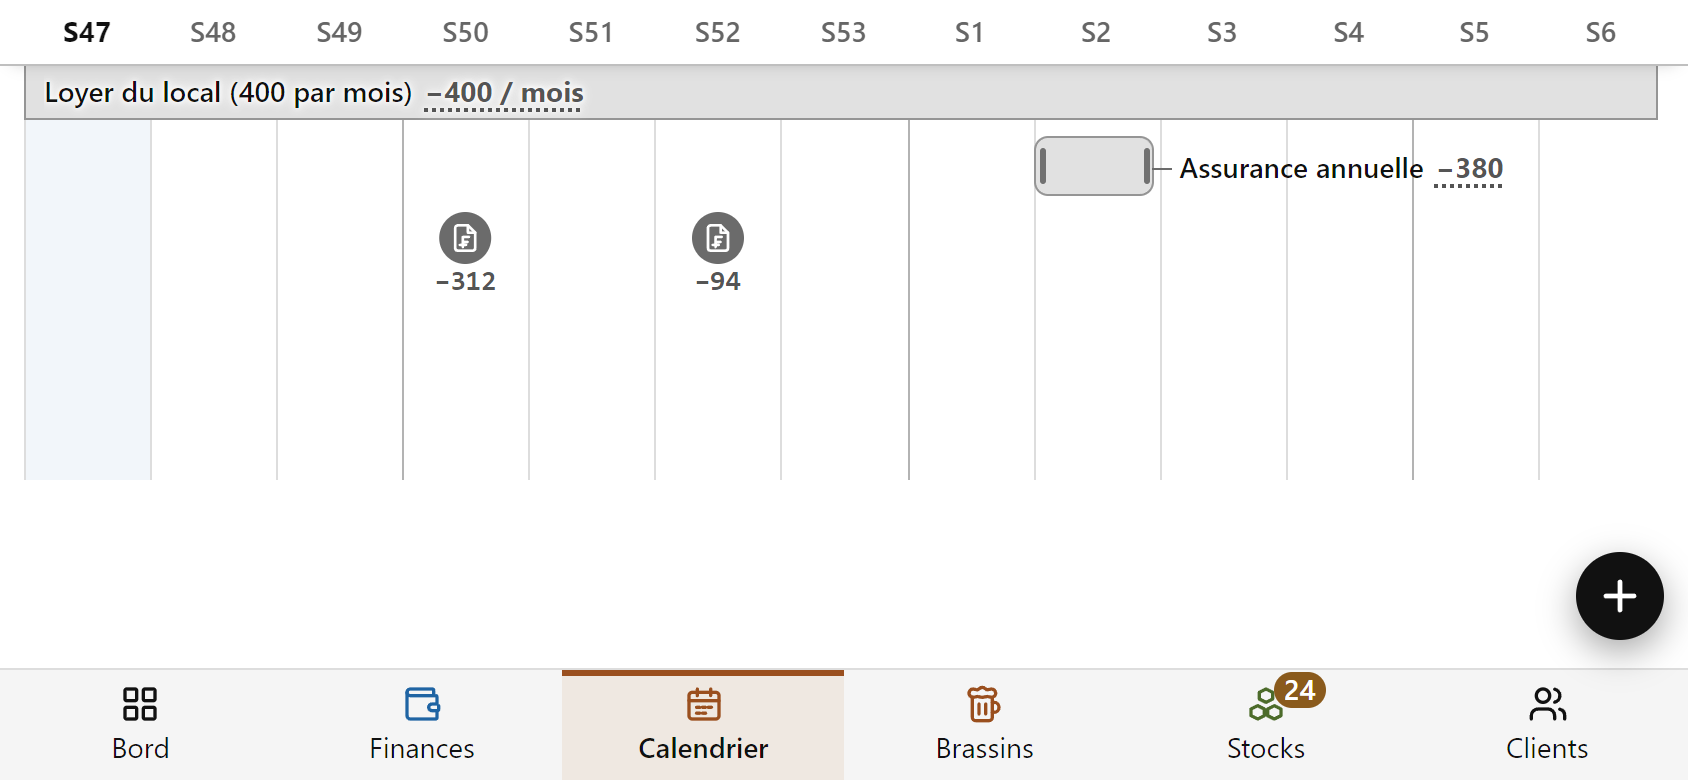 S47 S48 S49 S50 S51 S52 S53 S1 S2 S3 S4 S5 S6
Loyer du local (400 par mois) −400 / mois
Assurance annuelle −380
−312 −94
24
Bord Finances Calendrier Brassins Stocks Clients